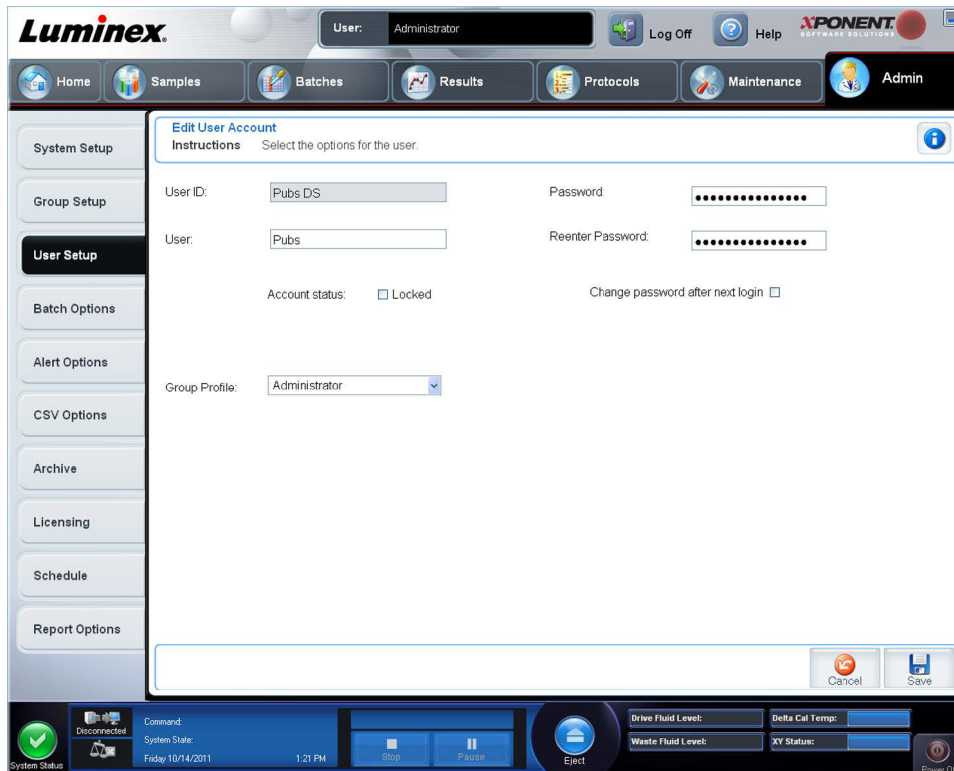 Luminex.
User: Administrator
Log Off
Help
XPONENT.
SOFTWARE SOLUTIONS
Home
Samples
Batches
Results
Protocols
Maintenance
Admin
System Setup
Group Setup
User Setup
Batch Options
Alert Options
CSV Options
Archive
Licensing
Schedule
Report Options
Edit User Account
Instructions Select the options for the user.
User ID: Pubs DS
Password:
User: Pubs
Reenter Password:
Account status: Locked
Change password after next login
Group Profile: Administrator
Cancel
Save
System Status
Disconnected
Command:
System State:
Friday 10/14/2011 1:21 PM
Stop
Pause
Eject
Drive Fluid Level:
Delta Cal Temp:
Waste Fluid Level:
XY Status:
Power Of